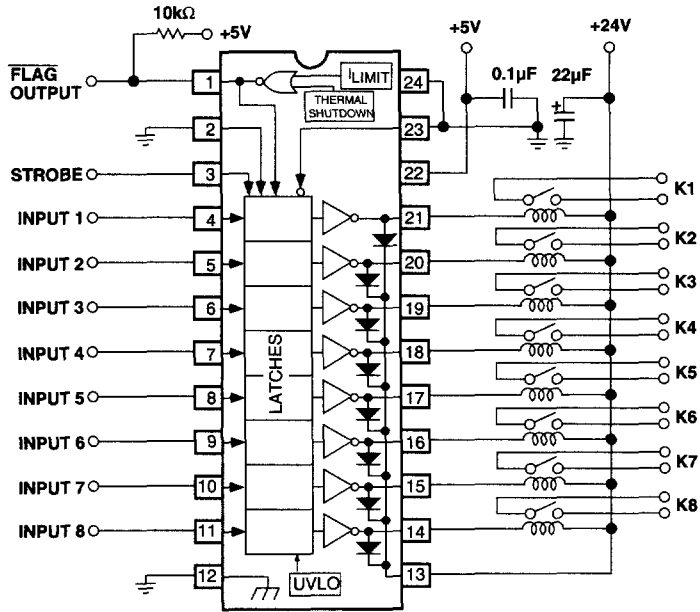 10kΩ
+5V
FLAG
OUTPUT
1
ILIMIT
THERMAL
SHUTDOWN
24
+5V
0.1µF
22µF
+
+24V
2
23
STROBE
3
22
INPUT 1
4
21
K1
INPUT 2
5
20
K2
INPUT 3
6
19
K3
INPUT 4
7
LATCHES
18
K4
INPUT 5
8
17
K5
INPUT 6
9
16
K6
INPUT 7
10
15
K7
INPUT 8
11
14
K8
12
UVLO
13